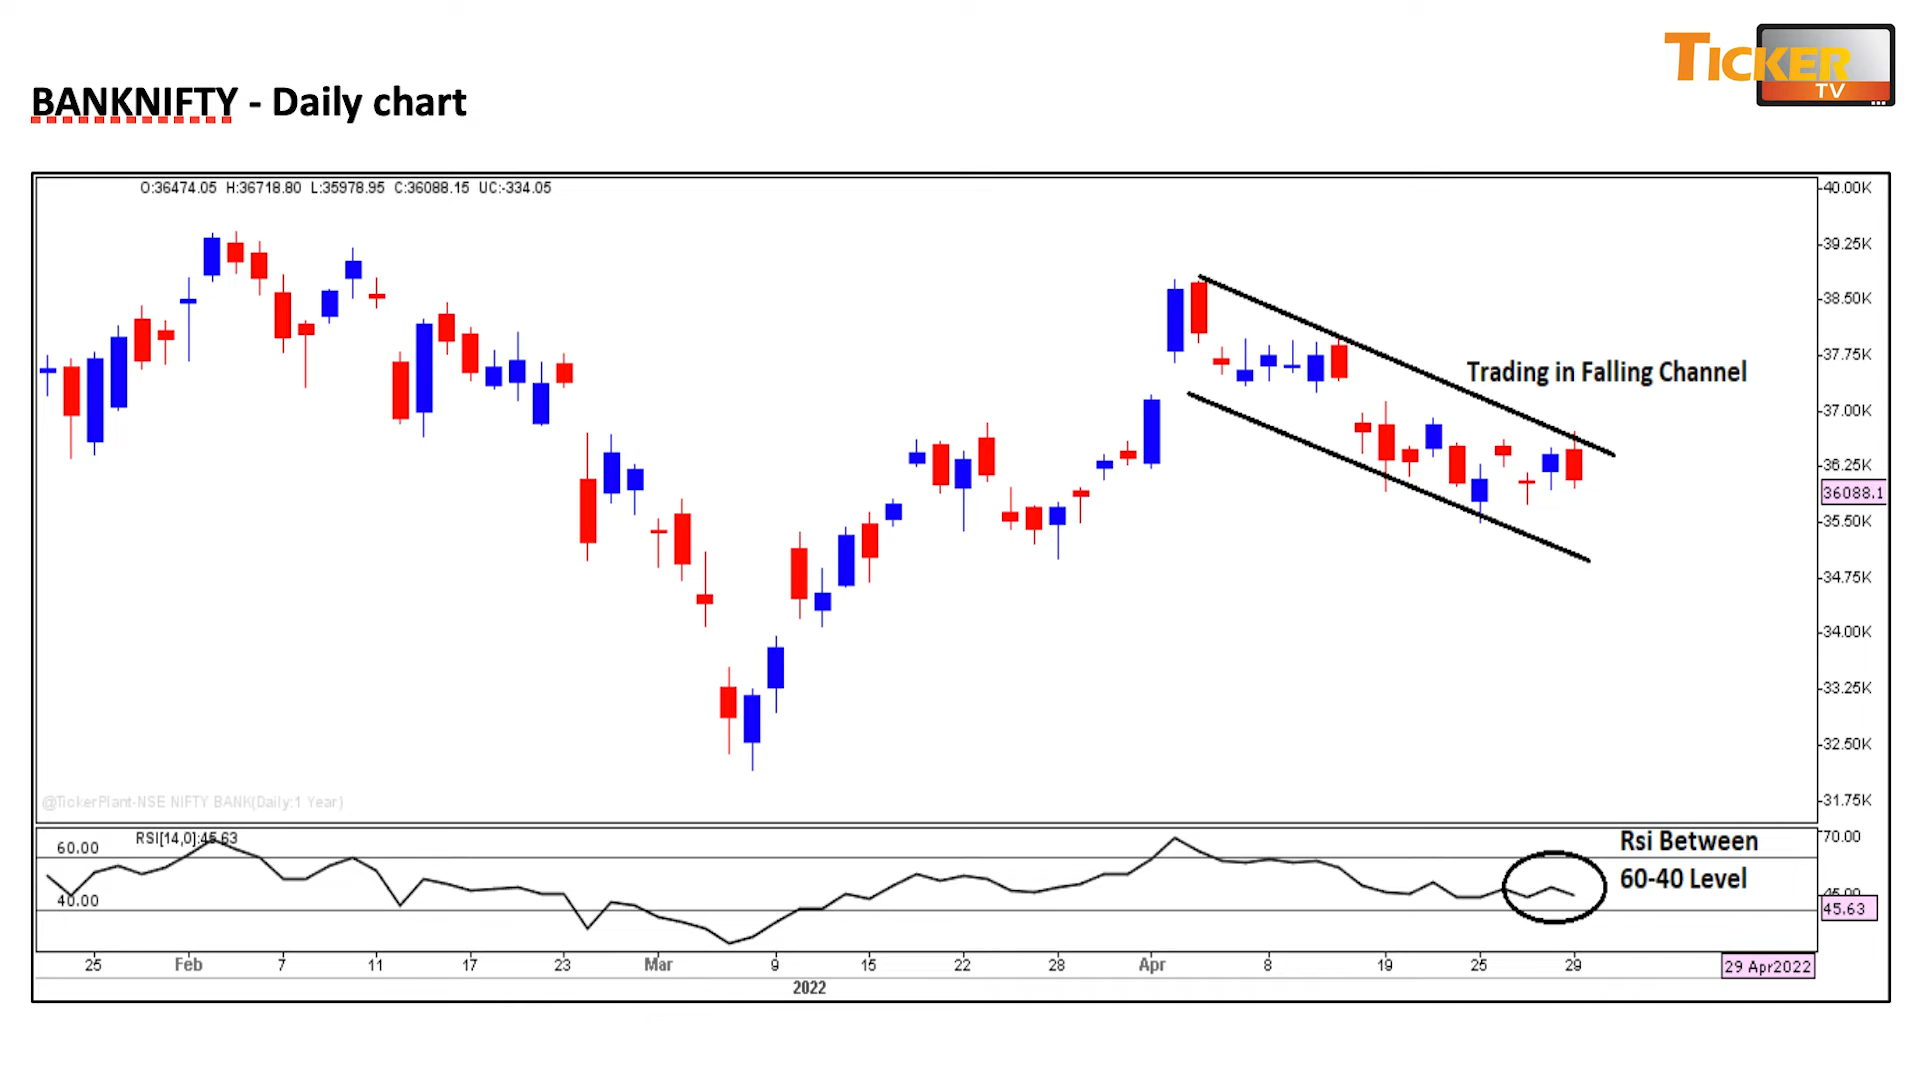 TICKER
TV
BANKNIFTY - Daily chart
O:36474.05 H:36718.80 L:35978.95 C:36088.15 UC:-334.05
40.00K
39.25K
38.50K
37.75K
Trading in Falling Channel
37.00K
36.25K
36088.1
35.50K
34.75K
34.00K
33.25K
32.50K
31.75K
@TickerPlant-NSE NIFTY BANK(Daily:1 Year)
RSI[14,0]:45.63
70.00
60.00
Rsi Between
60-40 Level
45.00
40.00
45.63
25 Feb 7 11 17 23 Mar 9 15 22 28 Apr 8 19 25 29
29 Apr2022
2022